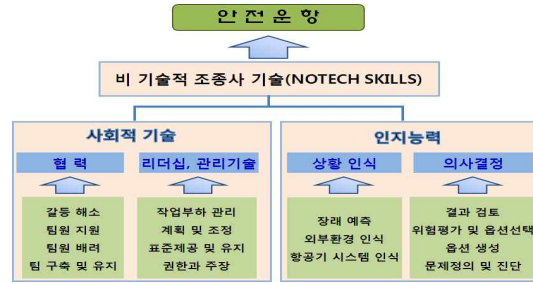 안전운항
비 기술적 조종사 기술(NOTECH SKILLS)
사회적 기술
협 력
리더십, 관리기술
갈등 해소
팀원 지원
팀원 배려
팀 구축 및 유지
작업부하 관리
계획 및 조정
표준제공 및 유지
권한과 주장
인지능력
상황 인식
의사결정
장래 예측
외부환경 인식
항공기 시스템 인식
결과 검토
위험평가 및 옵션선택
옵션 생성
문제정의 및 진단